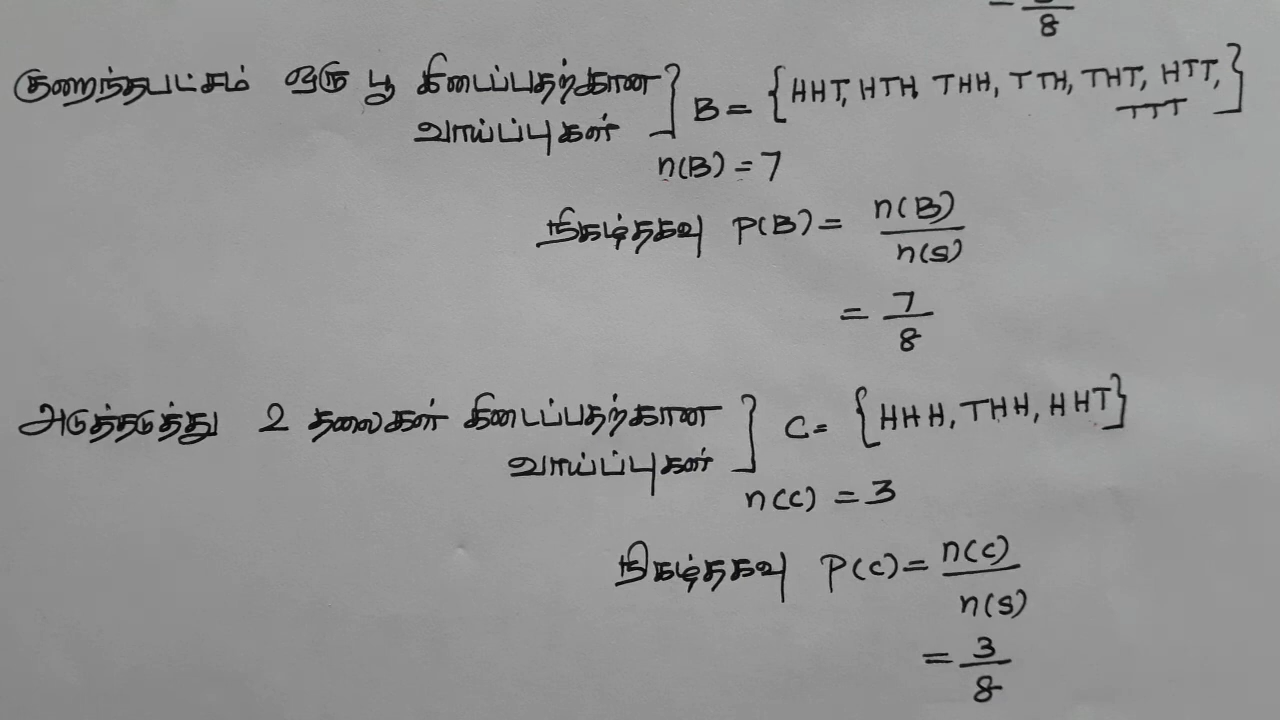 8
குறைந்தபட்சம் ஒரு பூ கிடைப்பதற்கான வாய்ப்புகள் ] B = { HHT, HTH, THH, TTH, THT, HTT, TTT }
n(B) = 7
நிகழ்தகவு P(B) = n(B) / n(S)
= 7 / 8
அடுத்தடுத்து 2 தலைகள் கிடைப்பதற்கான வாய்ப்புகள் ] C = { HHH, THH, HHT }
n(C) = 3
நிகழ்தகவு P(C) = n(C) / n(S)
= 3 / 8